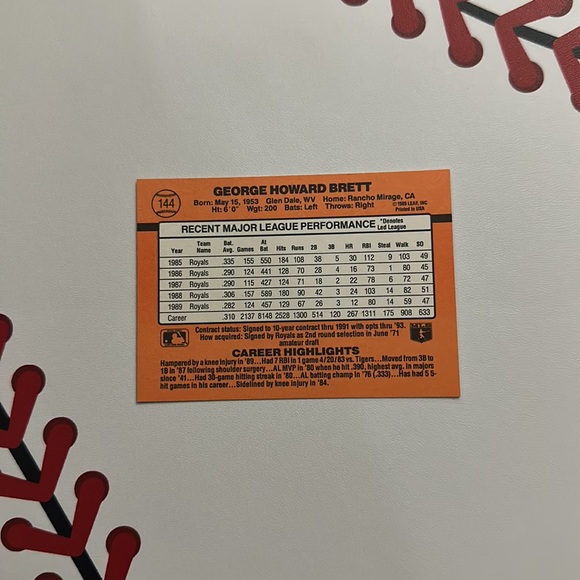 144
GEORGE HOWARD BRETT
Born: May 15, 1953 Glen Dale, WV Home: Rancho Mirage, CA
Ht: 6' 0" Wgt: 200 Bats: Left Throws: Right
©1989 LEAF, INC
Printed in USA
RECENT MAJOR LEAGUE PERFORMANCE *Denotes Led League
Year Team Name Bat. Avg. Games At Bat Hits Runs 2B 3B HR RBI Steal Walk SO
1985 Royals .335 155 550 184 108 38 5 30 112 9 103 49
1986 Royals .290 124 441 128 70 28 4 16 73 1 80 45
1987 Royals .290 115 427 124 71 18 2 22 78 6 72 47
1988 Royals .306 157 589 180 90 42 3 24 103 14 82 51
1989 Royals .282 124 457 129 67 26 3 12 80 14 59 47
Career .310 2137 8148 2528 1300 514 120 267 1311 175 908 633
Contract status: Signed to 10-year contract thru 1991 with opts thru '93.
How acquired: Signed by Royals as 2nd round selection in June '71
amateur draft
CAREER HIGHLIGHTS
Hampered by a knee injury in '89...Had 7 RBI in 1 game 4/20/83 vs. Tigers...Moved from 3B to
1B in '87 following shoulder surgery...AL MVP in '80 when he hit .390, highest avg. in majors
since '41...Had 30-game hitting streak in '80...AL batting champ in '76 (.333)...Has had 5 5-
hit games in his career...Sidelined by knee injury in '84.